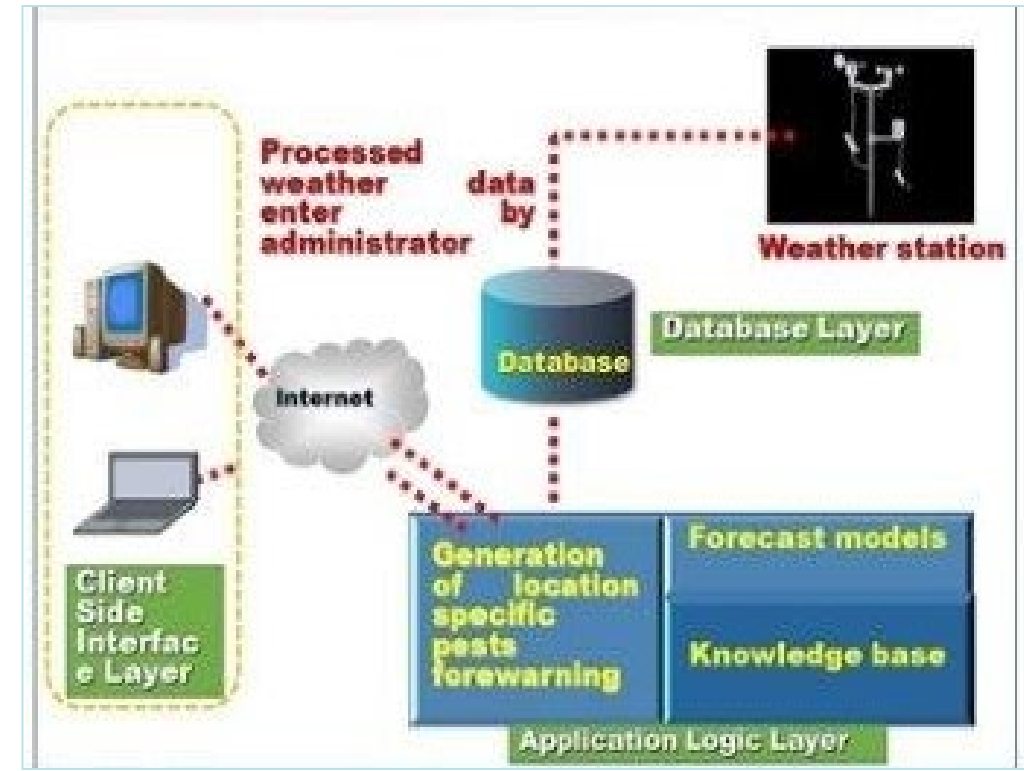 Processed
weather data
enter by
administrator
Weather station
Database Layer
Database
Internet
Client
Side
Interfac
e Layer
Generation
of location
specific
pests
forewarning
Forecast models
Knowledge base
Application Logic Layer